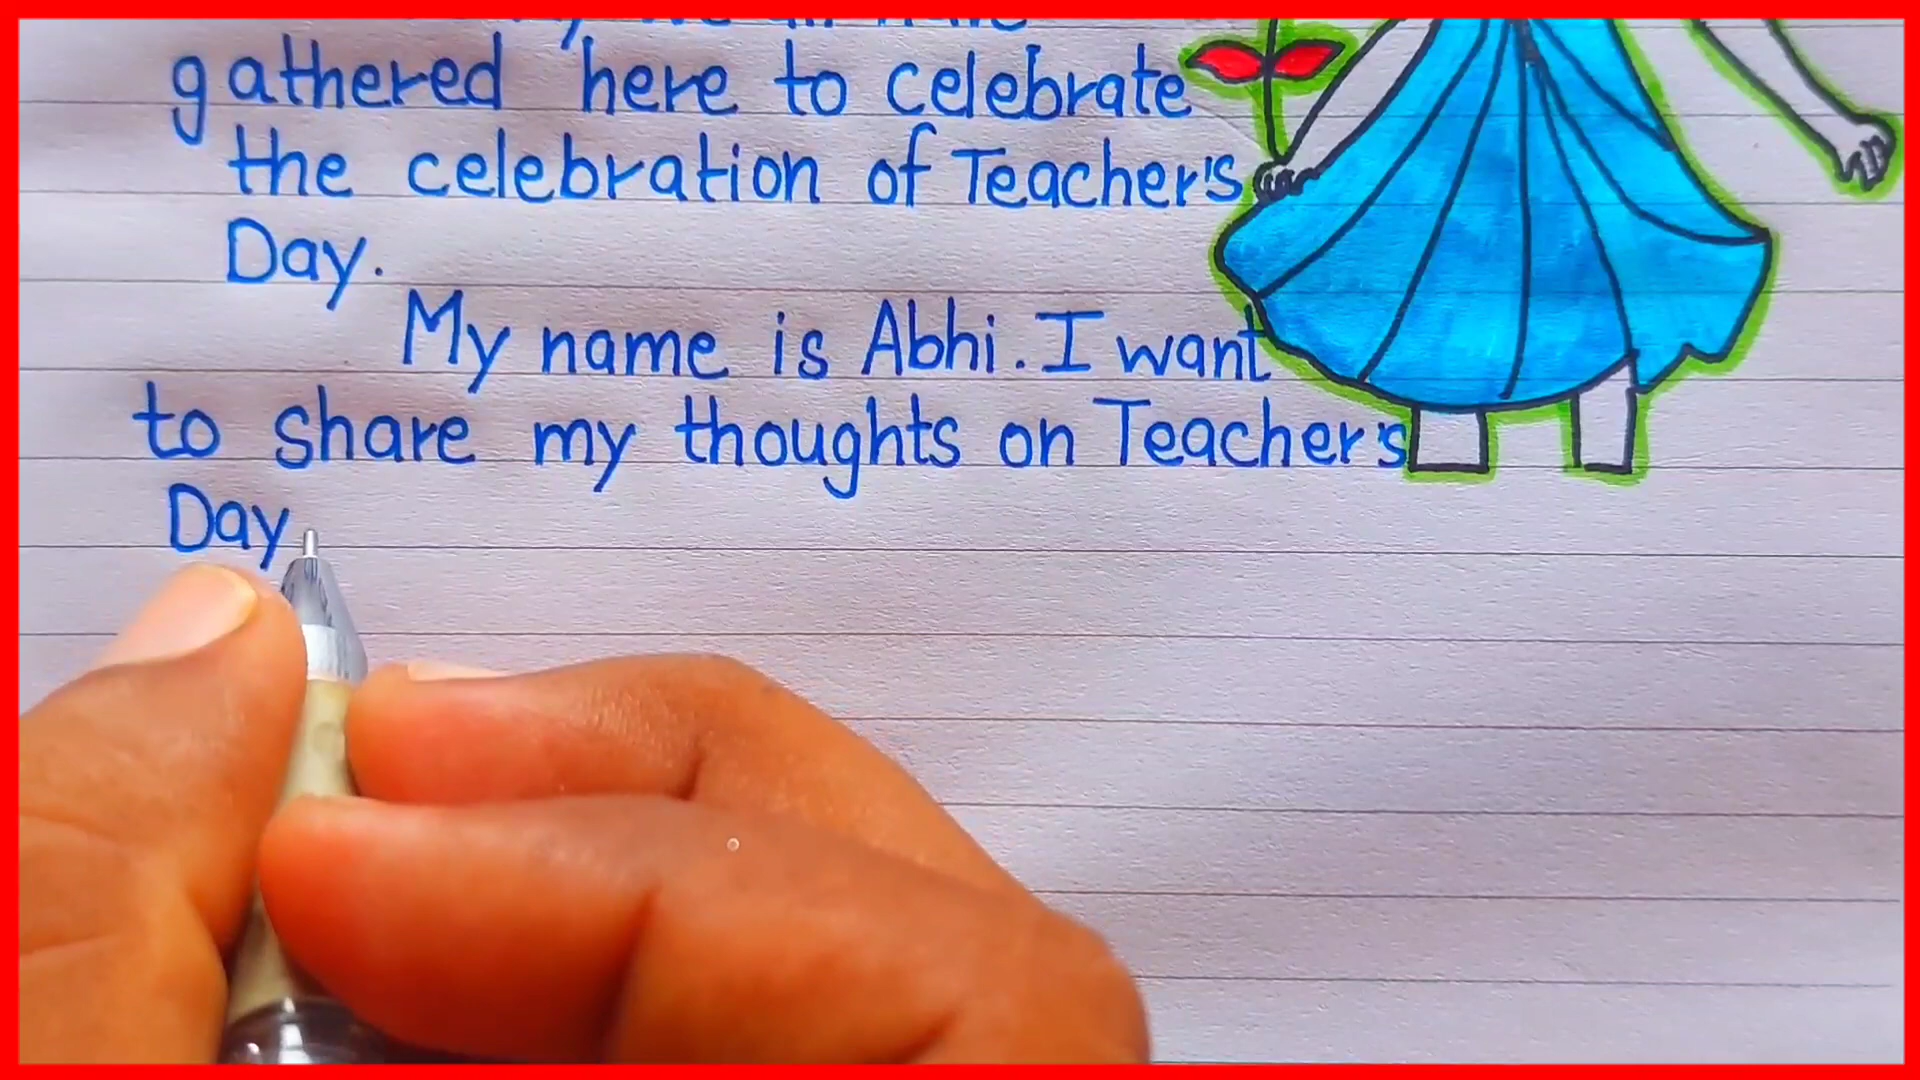 gathered here to celebrate
the celebration of Teacher's
Day.
My name is Abhi. I want
to share my thoughts on Teacher's
Day